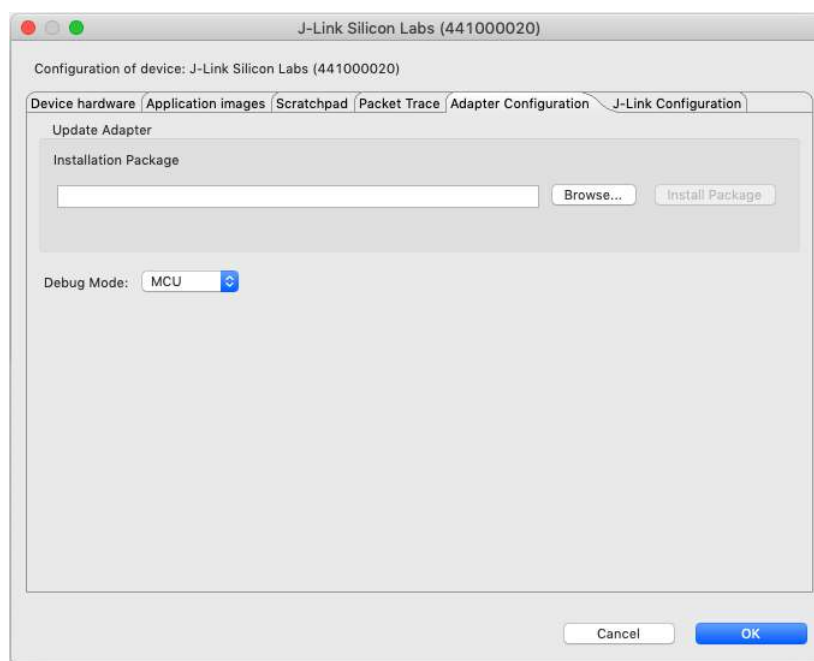 J-Link Silicon Labs (441000020)
Configuration of device: J-Link Silicon Labs (441000020)
Device hardware Application images Scratchpad Packet Trace Adapter Configuration J-Link Configuration
Update Adapter
Installation Package
Browse... Install Package
Debug Mode: MCU
Cancel OK